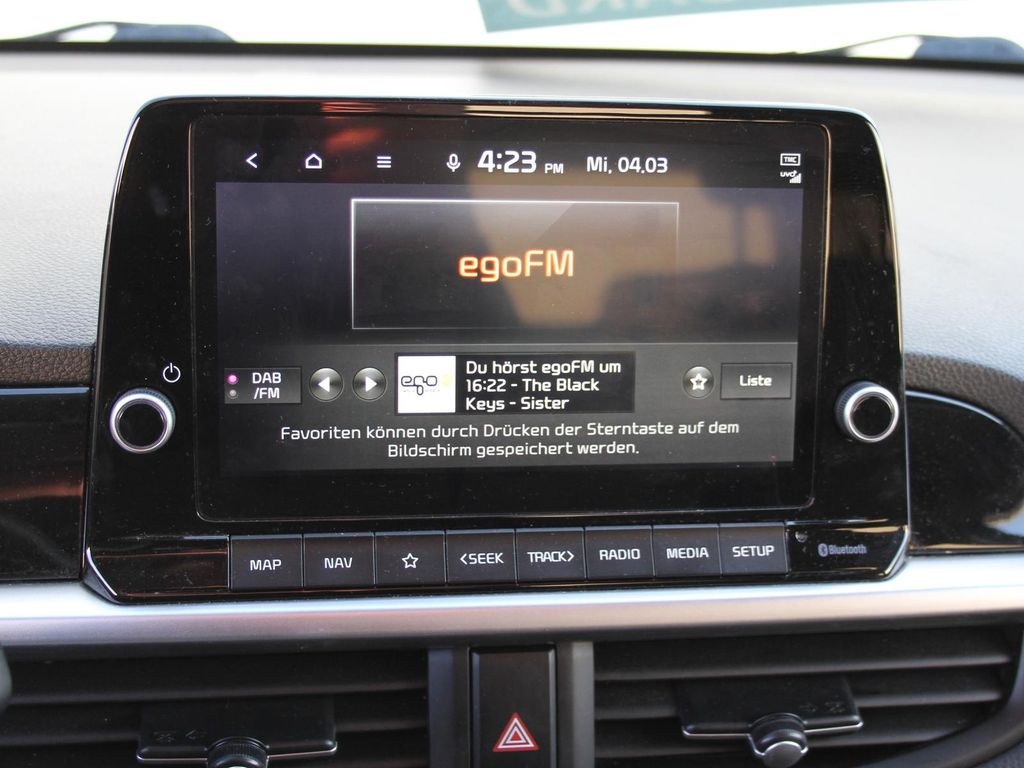 4:23 PM Mi, 04.03
TMC
UVO
egoFM
DAB
/FM
ego
Du hörst egoFM um
16:22 - The Black
Keys - Sister
Liste
Favoriten können durch Drücken der Sterntaste auf dem
Bildschirm gespeichert werden.
MAP NAV <SEEK TRACK> RADIO MEDIA SETUP
Bluetooth